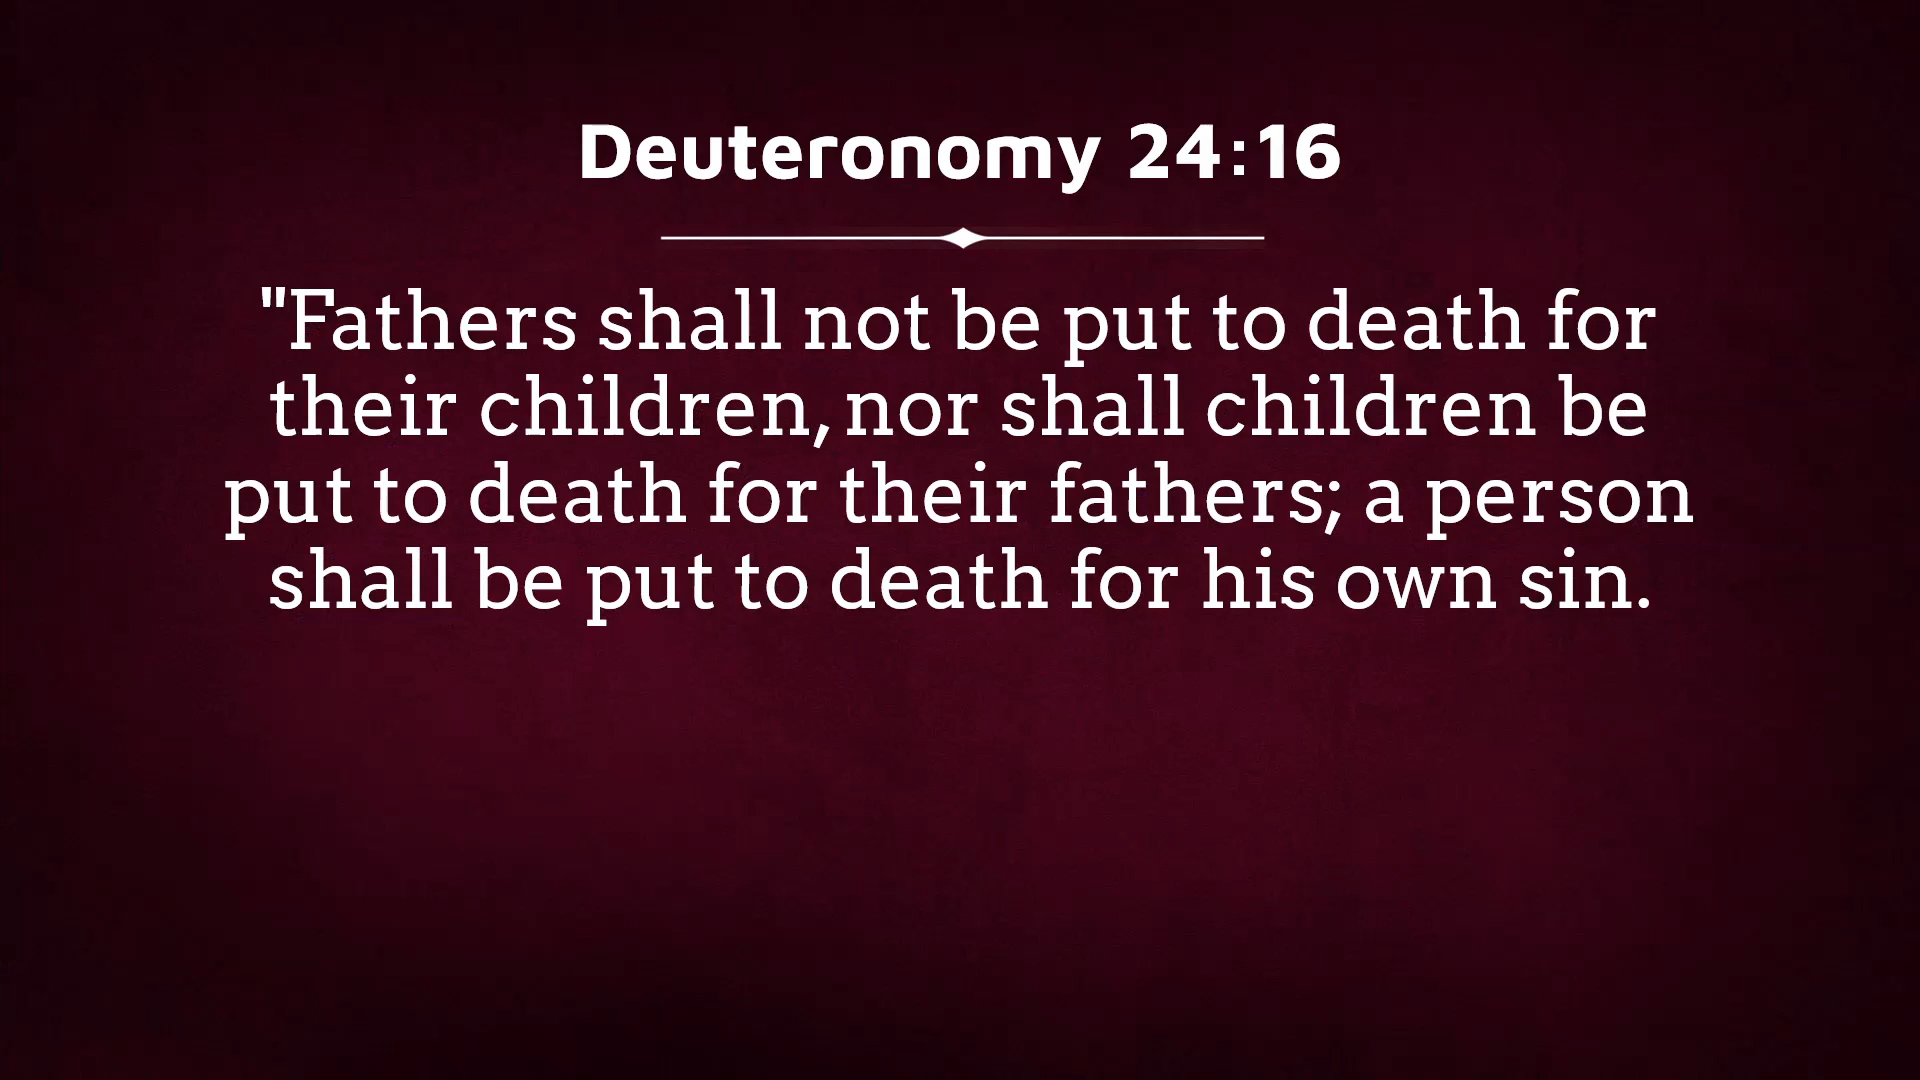 Deuteronomy 24:16
"Fathers shall not be put to death for
their children, nor shall children be
put to death for their fathers; a person
shall be put to death for his own sin.